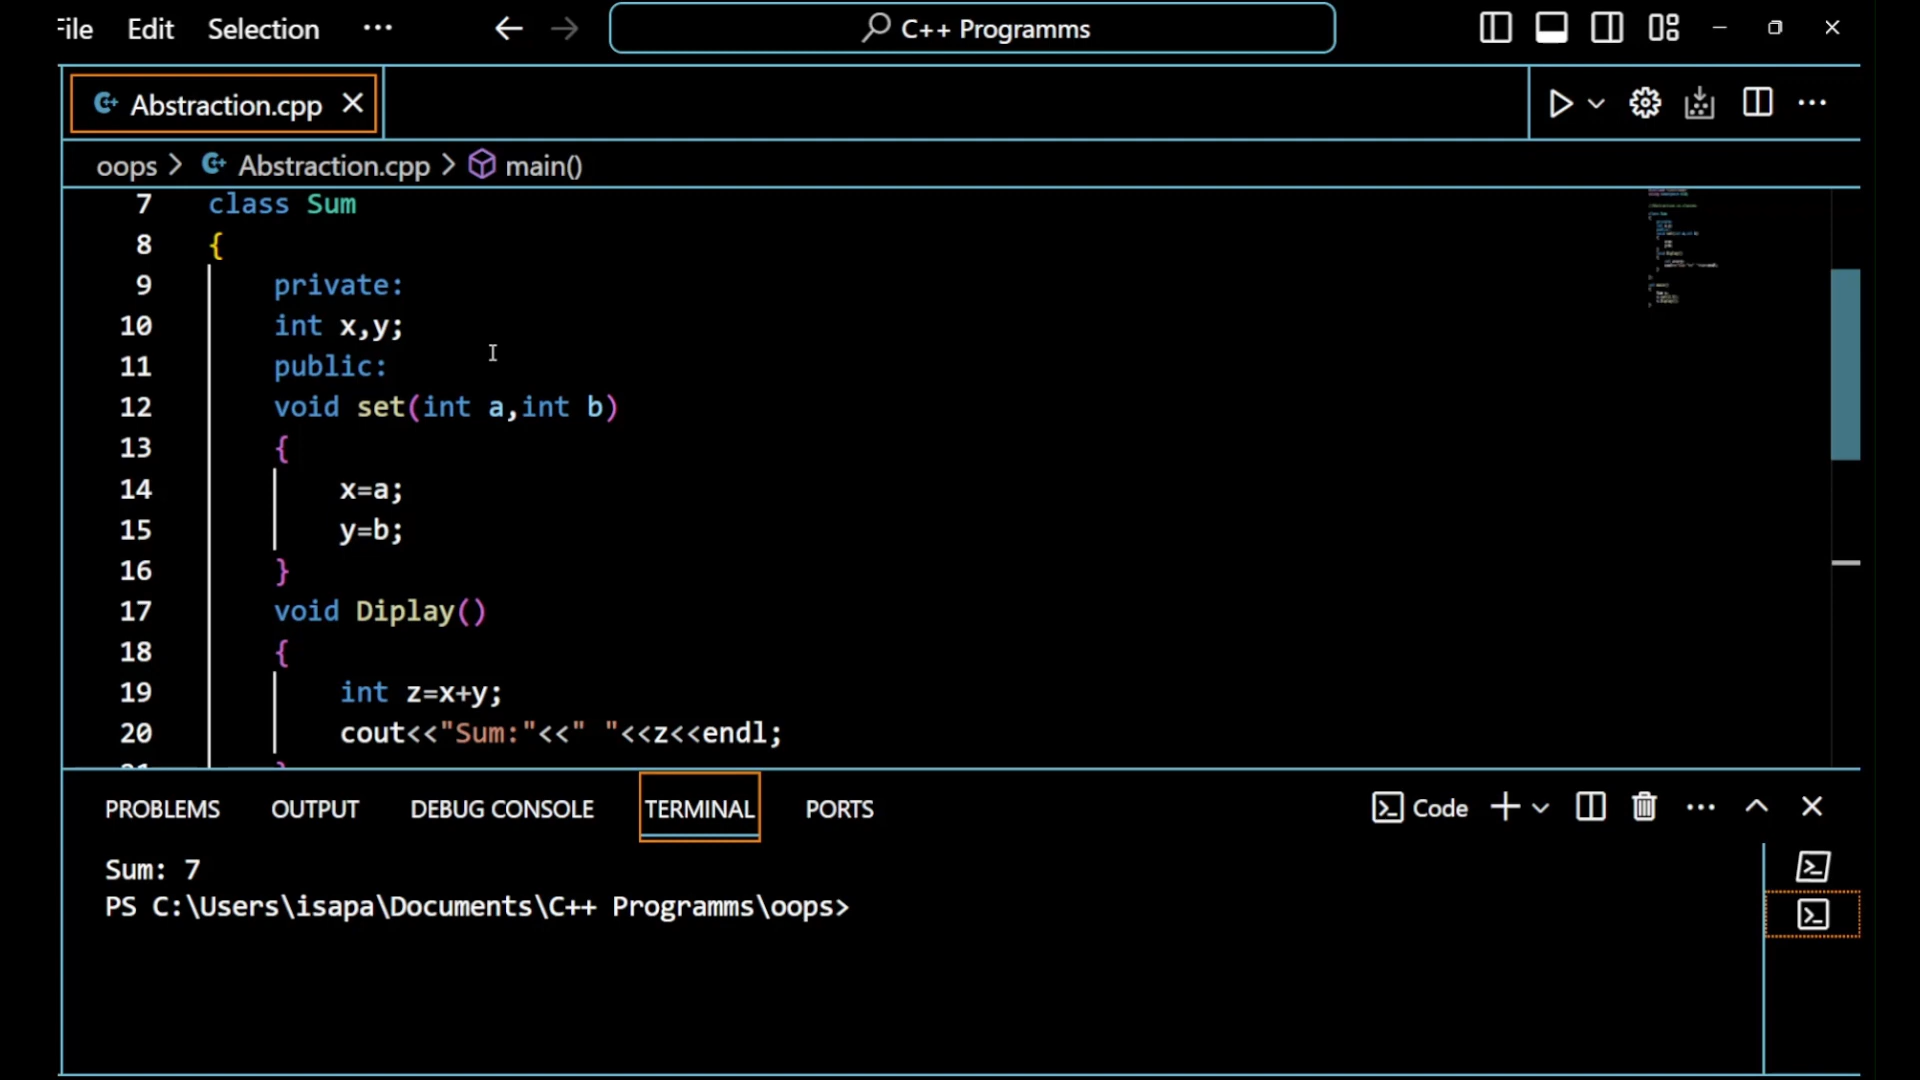 File Edit Selection ··· C++ Programms
Abstraction.cpp
oops > Abstraction.cpp > main()
7 class Sum
8 {
9 private:
10 int x,y;
11 public:
12 void set(int a,int b)
13 {
14 x=a;
15 y=b;
16 }
17 void Diplay()
18 {
19 int z=x+y;
20 cout<<"Sum:"<<" "<<z<<endl;
PROBLEMS OUTPUT DEBUG CONSOLE TERMINAL PORTS Code
Sum: 7
PS C:\Users\isapa\Documents\C++ Programms\oops>